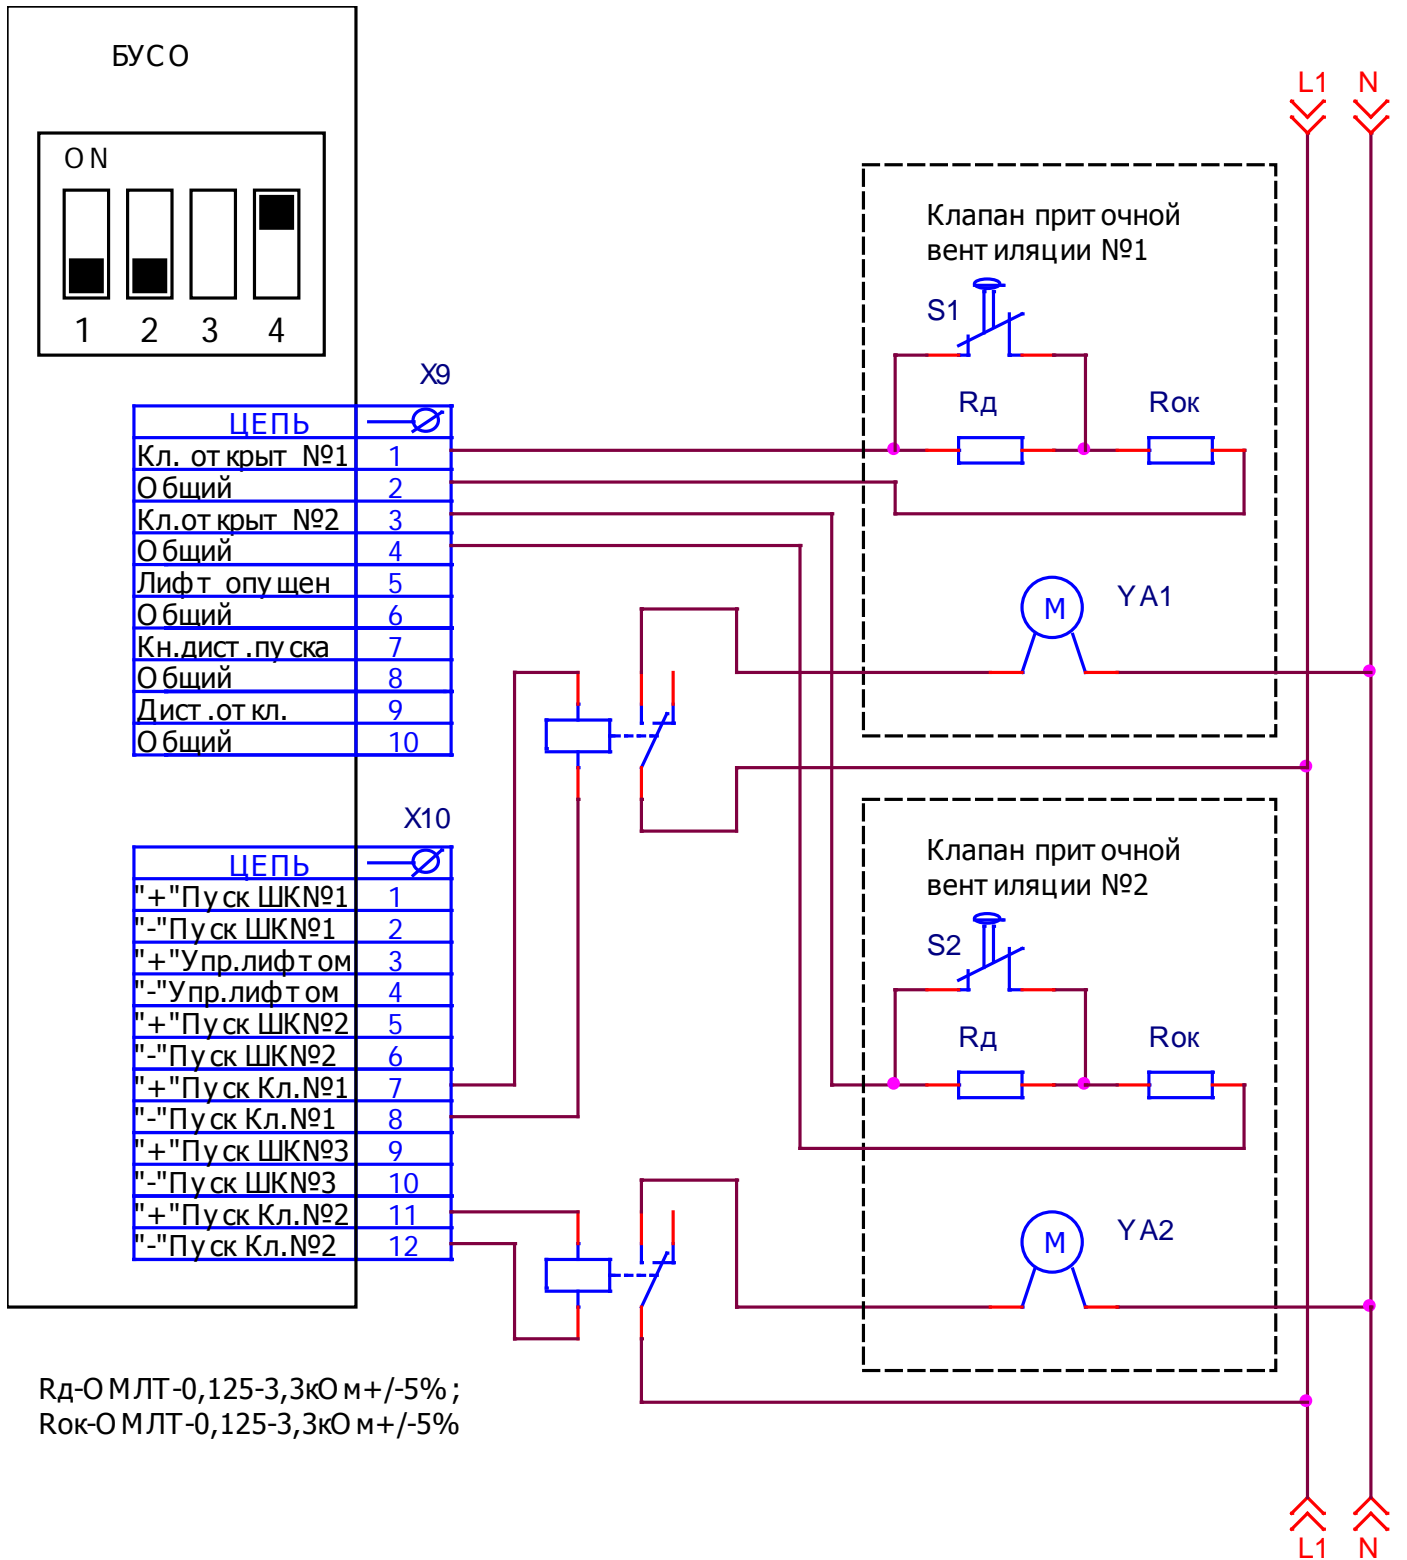 БУСО
L1 N
ON
1 2 3 4
Клапан приточной
вентиляции №1
S1
Rд Rок
X9
ЦЕПЬ
Кл. открыт №1 1
Общий 2
Кл.открыт №2 3
Общий 4
Лифт опущен 5
Общий 6
Кн.дист.пуска 7
Общий 8
Дист.откл. 9
Общий 10
M YA1
X10
ЦЕПЬ
"+"Пуск ШК№1 1
"-"Пуск ШК№1 2
"+"Упр.лифтом 3
"-"Упр.лифтом 4
"+"Пуск ШК№2 5
"-"Пуск ШК№2 6
"+"Пуск Кл.№1 7
"-"Пуск Кл.№1 8
"+"Пуск ШК№3 9
"-"Пуск ШК№3 10
"+"Пуск Кл.№2 11
"-"Пуск Кл.№2 12
Клапан приточной
вентиляции №2
S2
Rд Rок
M YA2
Rд-ОМЛТ-0,125-3,3кОм+/-5%;
Rок-ОМЛТ-0,125-3,3кОм+/-5%
L1 N